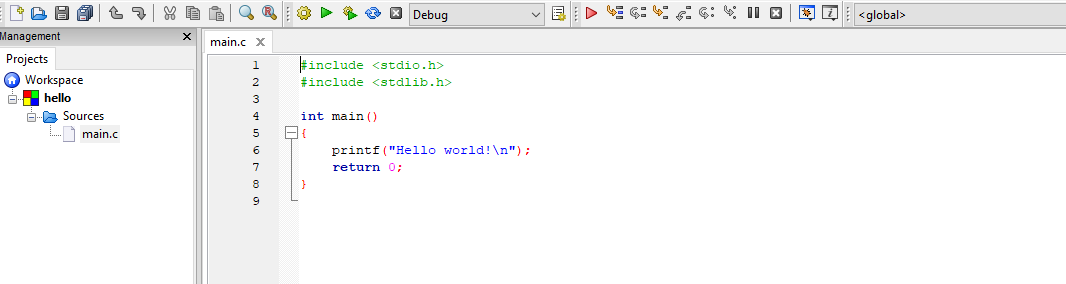 Debug
<global>
Management
main.c
Projects
Workspace
hello
Sources
main.c
1 #include <stdio.h>
2 #include <stdlib.h>
3
4 int main()
5 {
6     printf("Hello world!\n");
7     return 0;
8 }
9